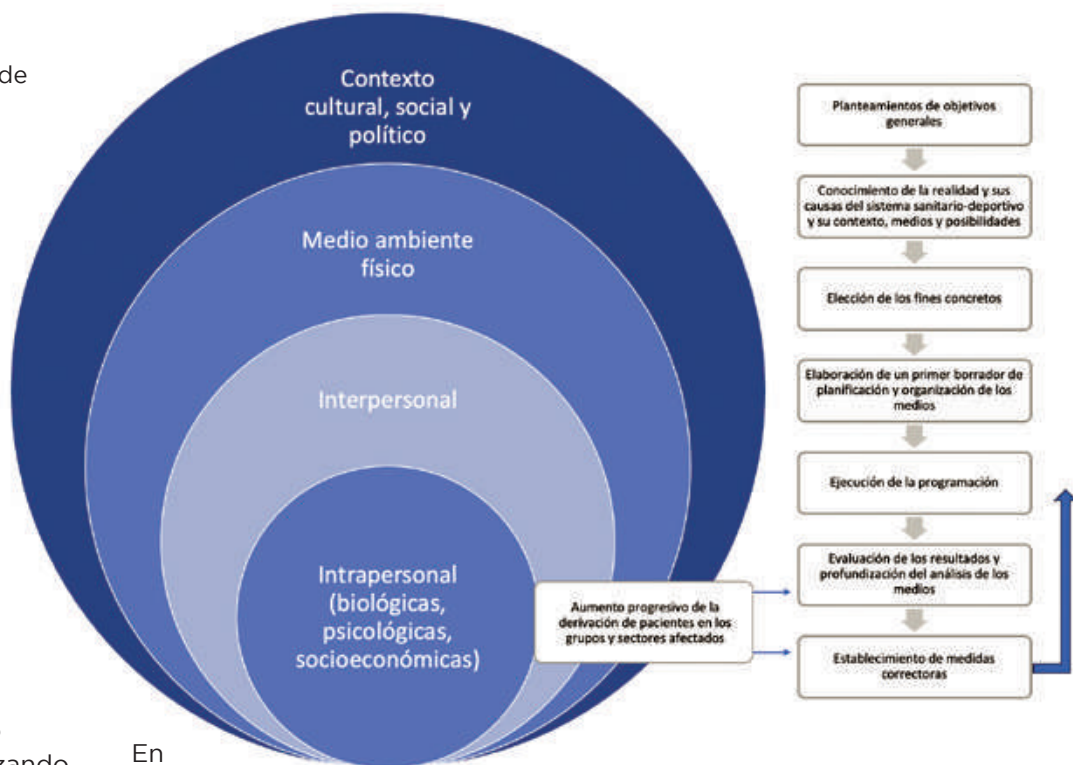 de
Contexto
cultural, social y
político
Medio ambiente
físico
Interpersonal
Intrapersonal
(biológicas,
psicológicas,
socioeconómicas)
Aumento progresivo de la
derivación de pacientes en los
grupos y sectores afectados
Planteamientos de objetivos
generales
Conocimiento de la realidad y sus
causas del sistema sanitario-deportivo
y su contexto, medios y posibilidades
Elección de los fines concretos
Elaboración de un primer borrador de
planificación y organización de los
medios
Ejecución de la programación
Evaluación de los resultados y
profundización del análisis de los
medios
Establecimiento de medidas
correctoras
En